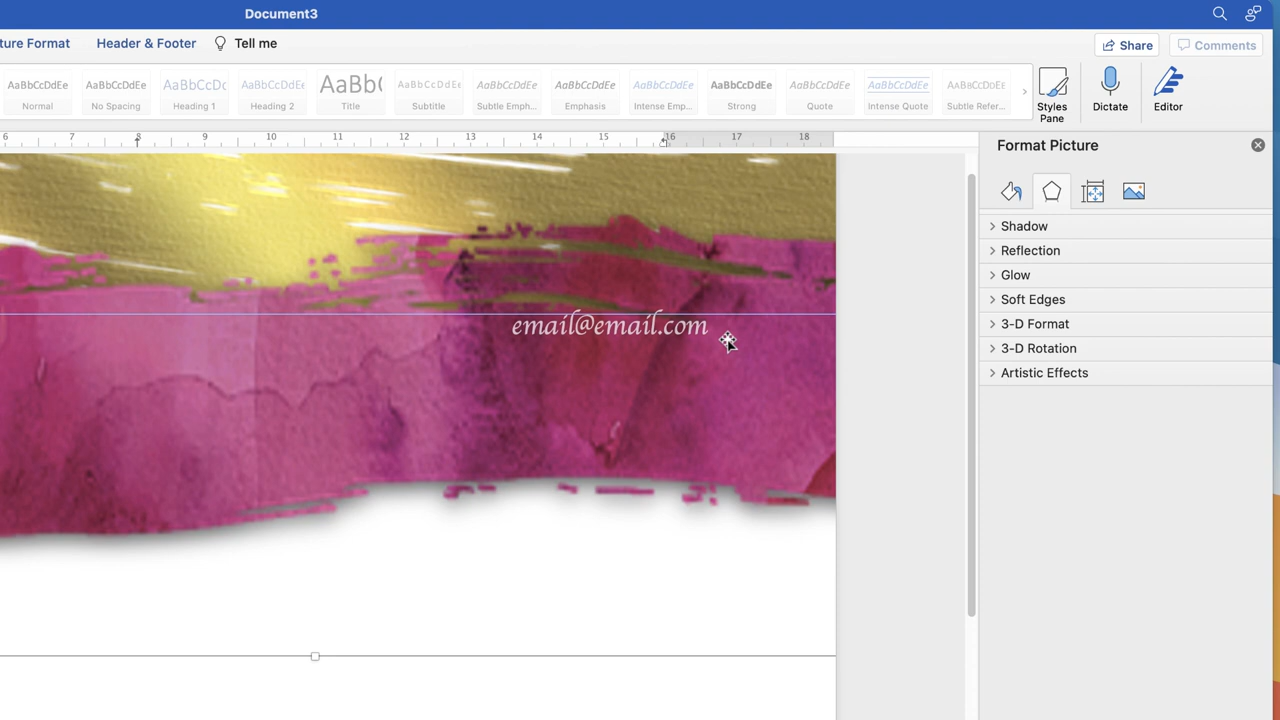 Document3
ture Format Header & Footer Tell me
Share Comments
AaBbCcDdEe AaBbCcDdEe AaBbCcDc AaBbCcDdEe AaBb( AaBbCcDdEe AaBbCcDdEe AaBbCcDdEe AaBbCcDdEe AaBbCcDdEe AaBbCcDdEe AaBbCcDdEe AaBbCcDdEe
Normal No Spacing Heading 1 Heading 2 Title Subtitle Subtle Emph... Emphasis Intense Emp... Strong Quote Intense Quote Subtle Refer...
Styles Pane Dictate Editor
6 7 8 9 10 11 12 13 14 15 16 17 18
Format Picture
Shadow
Reflection
Glow
Soft Edges
3-D Format
3-D Rotation
Artistic Effects
email@email.com